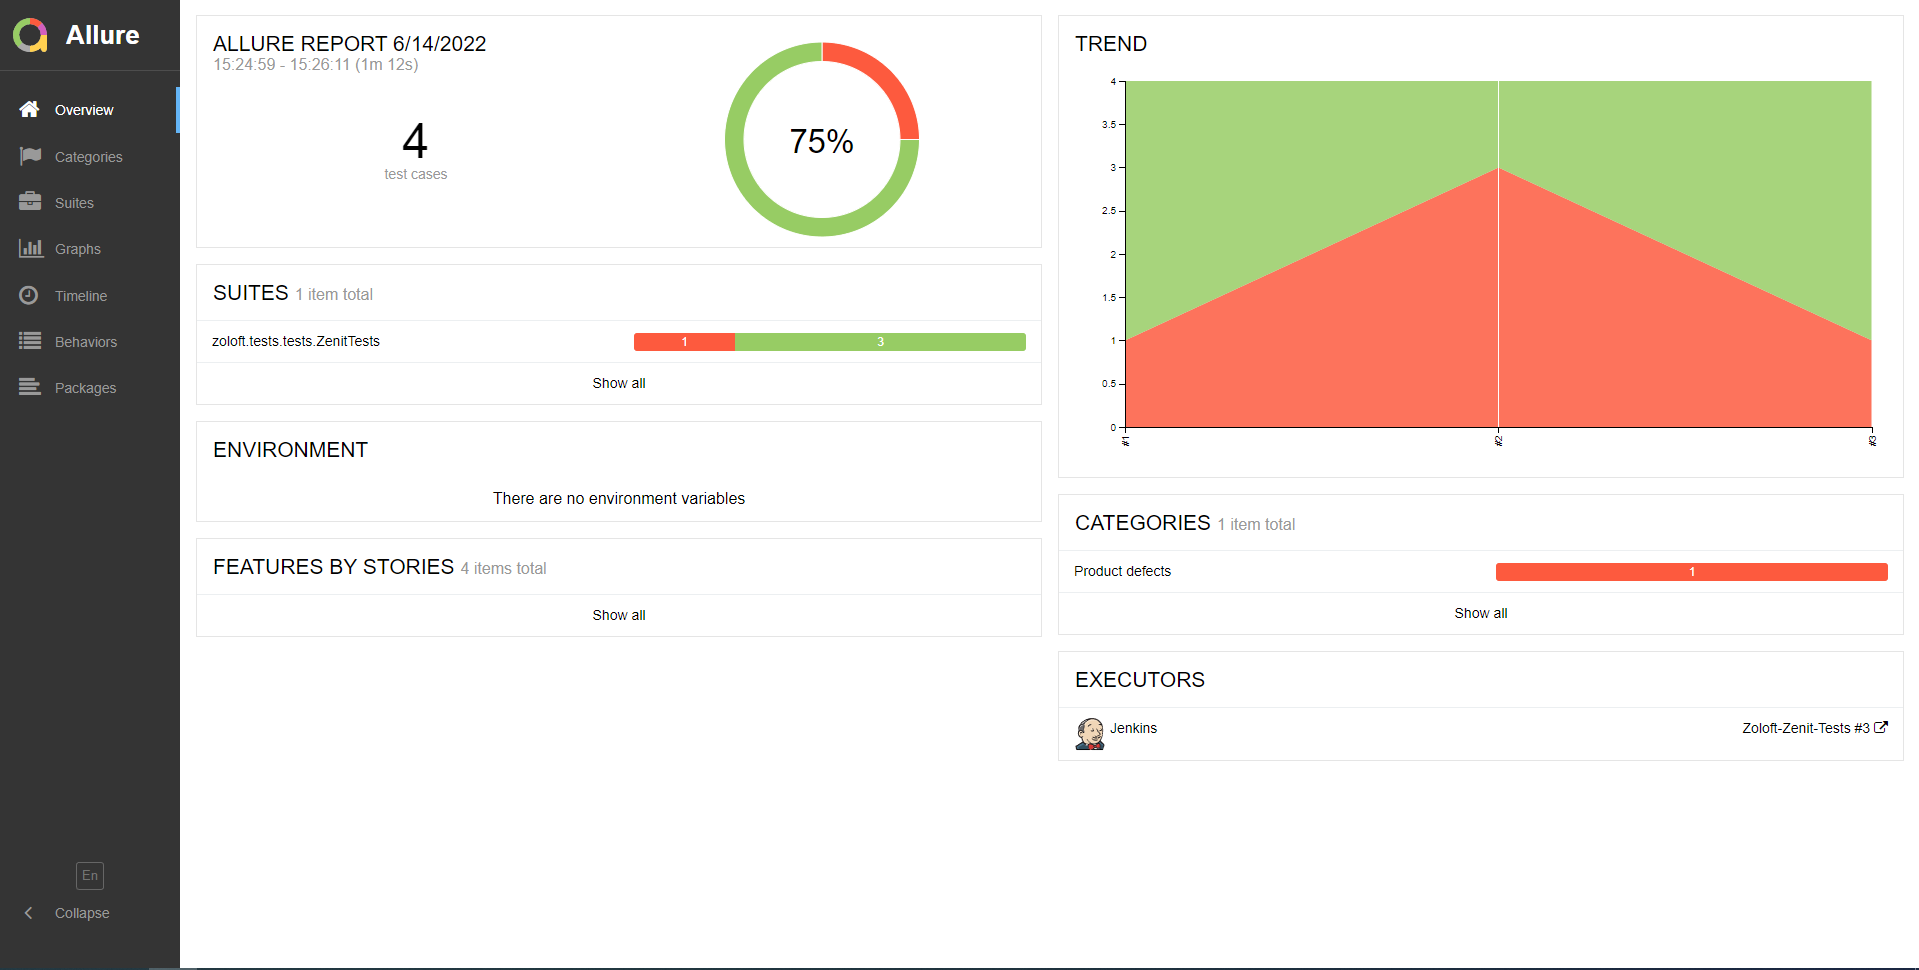 Allure
Overview
Categories
Suites
Graphs
Timeline
Behaviors
Packages
En
Collapse
ALLURE REPORT 6/14/2022
15:24:59 - 15:26:11 (1m 12s)
4
test cases
75%
SUITES 1 item total
zoloft.tests.tests.ZenitTests 1 3
Show all
ENVIRONMENT
There are no environment variables
FEATURES BY STORIES 4 items total
Show all
TREND
4
3.5
3
2.5
2
1.5
1
0.5
0
#1 #2 #3
CATEGORIES 1 item total
Product defects 1
Show all
EXECUTORS
Jenkins Zoloft-Zenit-Tests #3